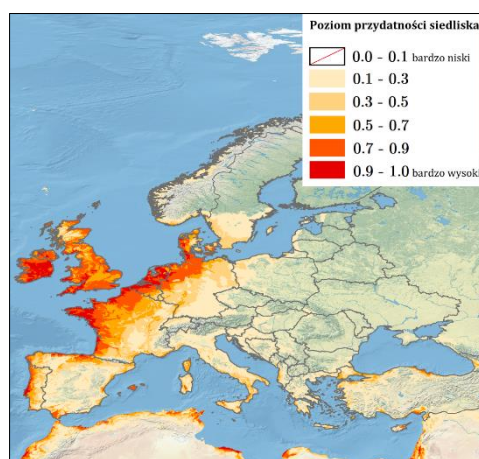 Poziom przydatności siedliska
0.0 - 0.1 bardzo niski
0.1 - 0.3
0.3 - 0.5
0.5 - 0.7
0.7 - 0.9
0.9 - 1.0 bardzo wysoki